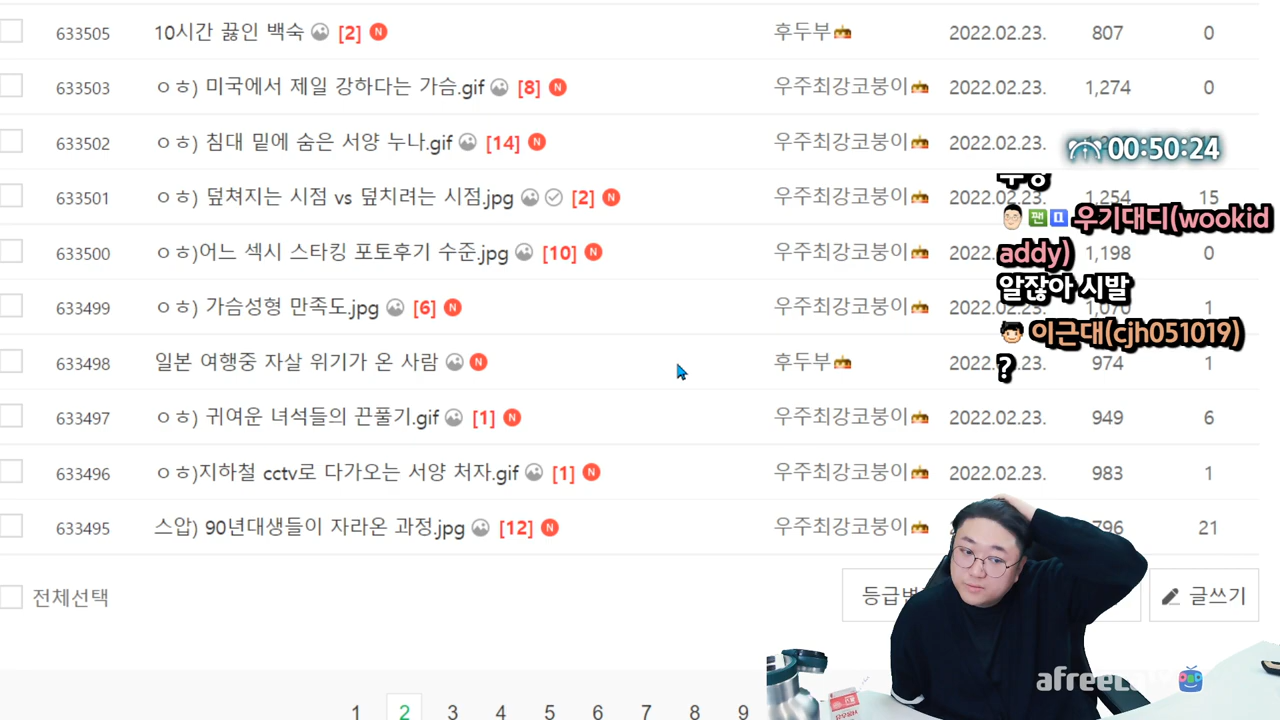 633505 10시간 끓인 백숙 [2] N 후두부 2022.02.23. 807 0
633503 ㅇㅎ) 미국에서 제일 강하다는 가슴.gif [8] N 우주최강코붕이 2022.02.23. 1,274 0
633502 ㅇㅎ) 침대 밑에 숨은 서양 누나.gif [14] N 우주최강코붕이 2022.02.23.
00:50:24
633501 ㅇㅎ) 덮쳐지는 시점 vs 덮치려는 시점.jpg [2] N 우주최강코붕이 2022.02.23. 1,254 15
팬 우기대디(wookid
addy)
633500 ㅇㅎ)어느 섹시 스타킹 포토후기 수준.jpg [10] N 우주최강코붕이 2022. 1,198 0
알잖아 시발
633499 ㅇㅎ) 가슴성형 만족도.jpg [6] N 우주최강코붕이 2022.02.23. 1,070 1
이근대(cjh051019)
?
633498 일본 여행중 자살 위기가 온 사람 N 후두부 2022.02.23. 974 1
633497 ㅇㅎ) 귀여운 녀석들의 끈풀기.gif [1] N 우주최강코붕이 2022.02.23. 949 6
633496 ㅇㅎ)지하철 cctv로 다가오는 서양 처자.gif [1] N 우주최강코붕이 2022.02.23. 983 1
633495 스압) 90년대생들이 자라온 과정.jpg [12] N 우주최강코붕이 796 21
전체선택 글쓰기
1 2 3 4 5 6 7 8 9